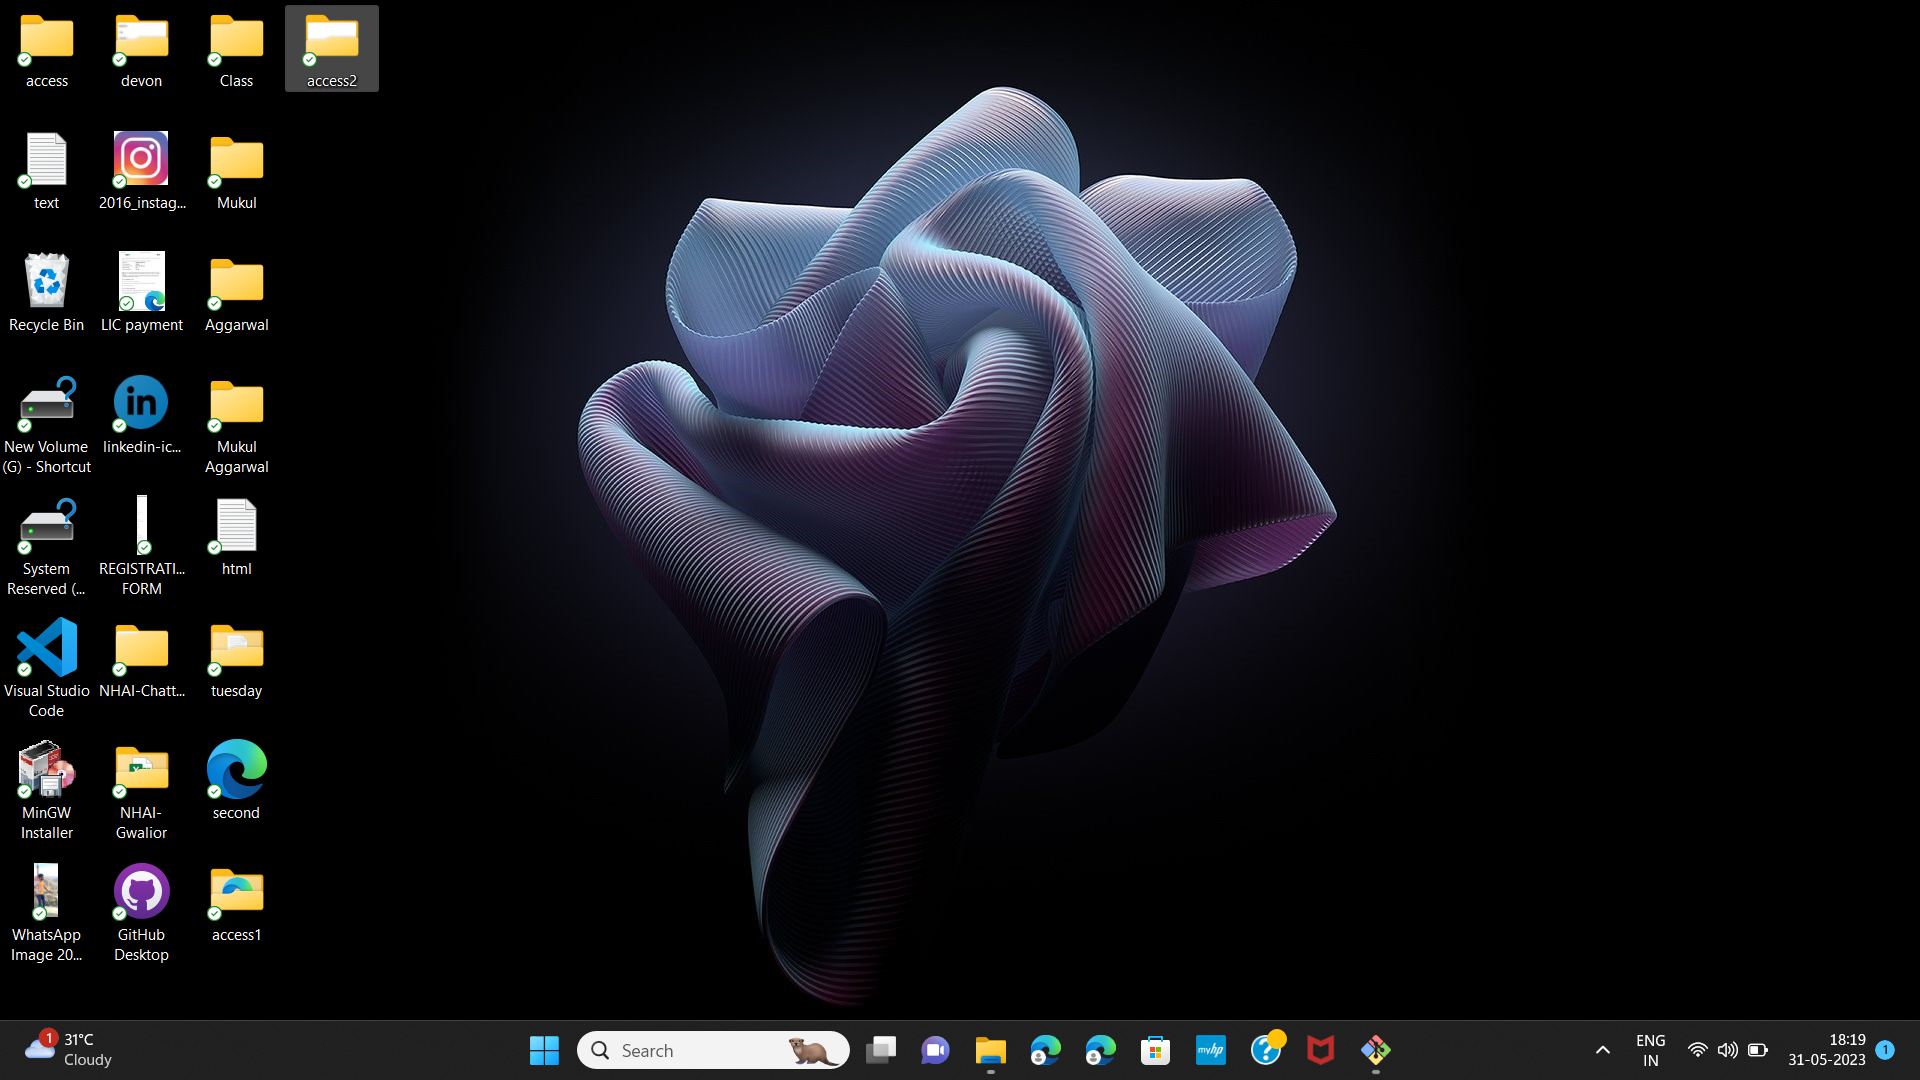 access
devon
Class
access2
text
2016_instag...
Mukul
Recycle Bin
LIC payment
Aggarwal
New Volume
(G) - Shortcut
linkedin-ic...
Mukul
Aggarwal
System
Reserved (...
REGISTRATI...
FORM
html
Visual Studio
Code
NHAI-Chatt...
tuesday
MinGW
Installer
NHAI-
Gwalior
second
WhatsApp
Image 20...
GitHub
Desktop
access1
1
31°C
Cloudy
Search
myhp
ENG
IN
18:19
31-05-2023
1